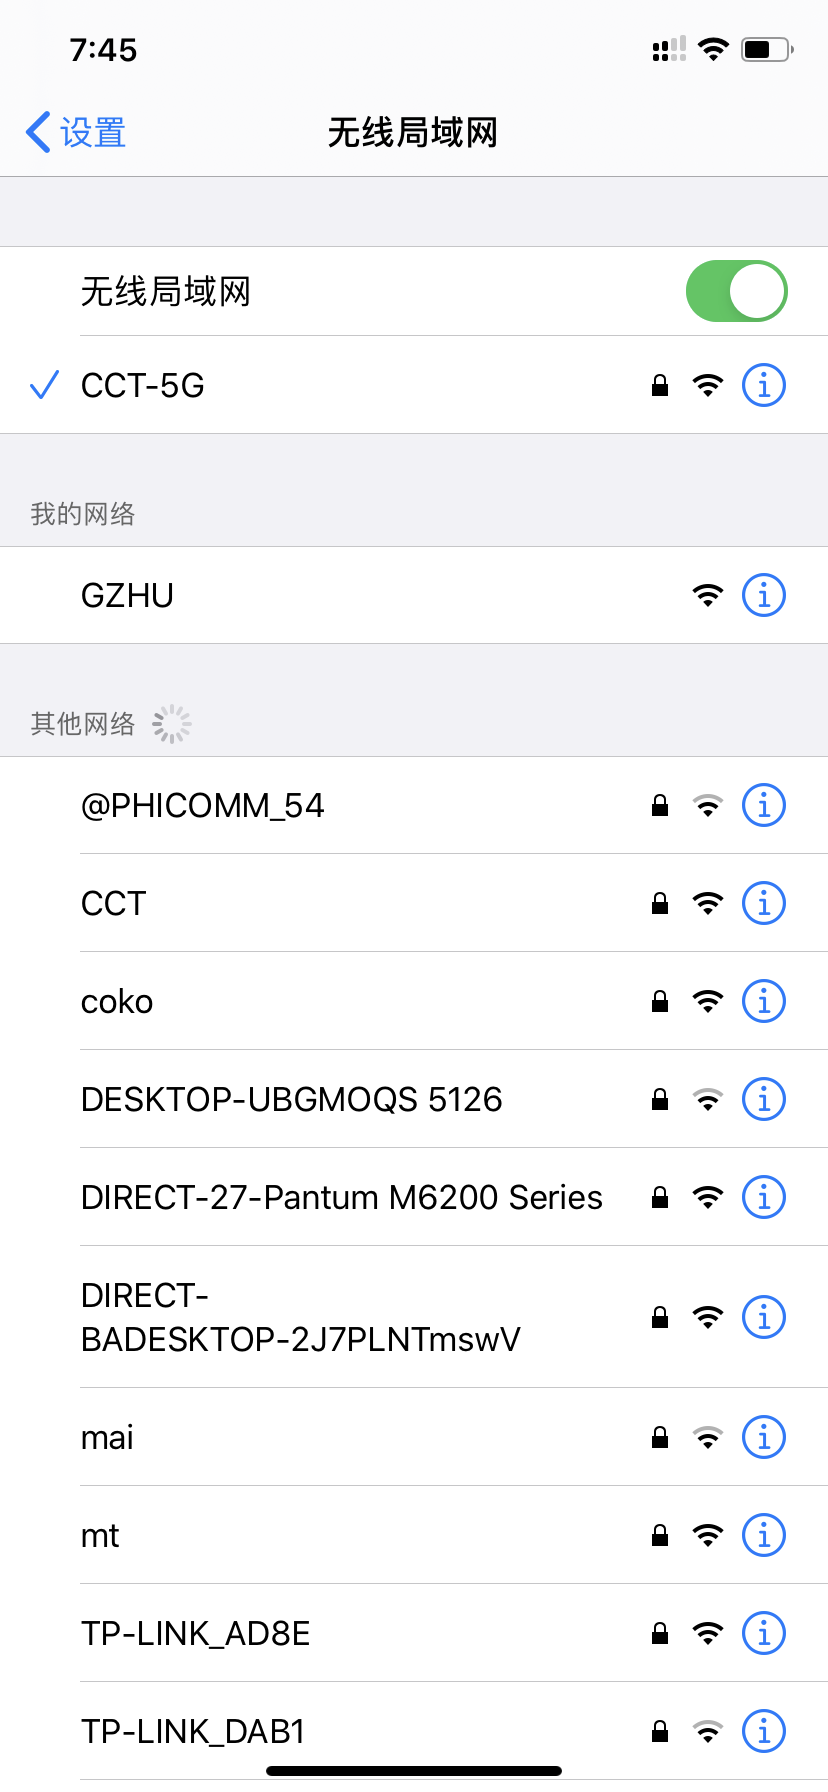 7:45
设置
无线局域网
无线局域网
CCT-5G
我的网络
GZHU
其他网络
@PHICOMM_54
CCT
coko
DESKTOP-UBGMOQS 5126
DIRECT-27-Pantum M6200 Series
DIRECT-
BADESKTOP-2J7PLNTmswV
mai
mt
TP-LINK_AD8E
TP-LINK_DAB1